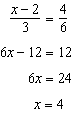 x − 2 / 3 = 4 / 6
6x − 12 = 12
6x = 24
x = 4